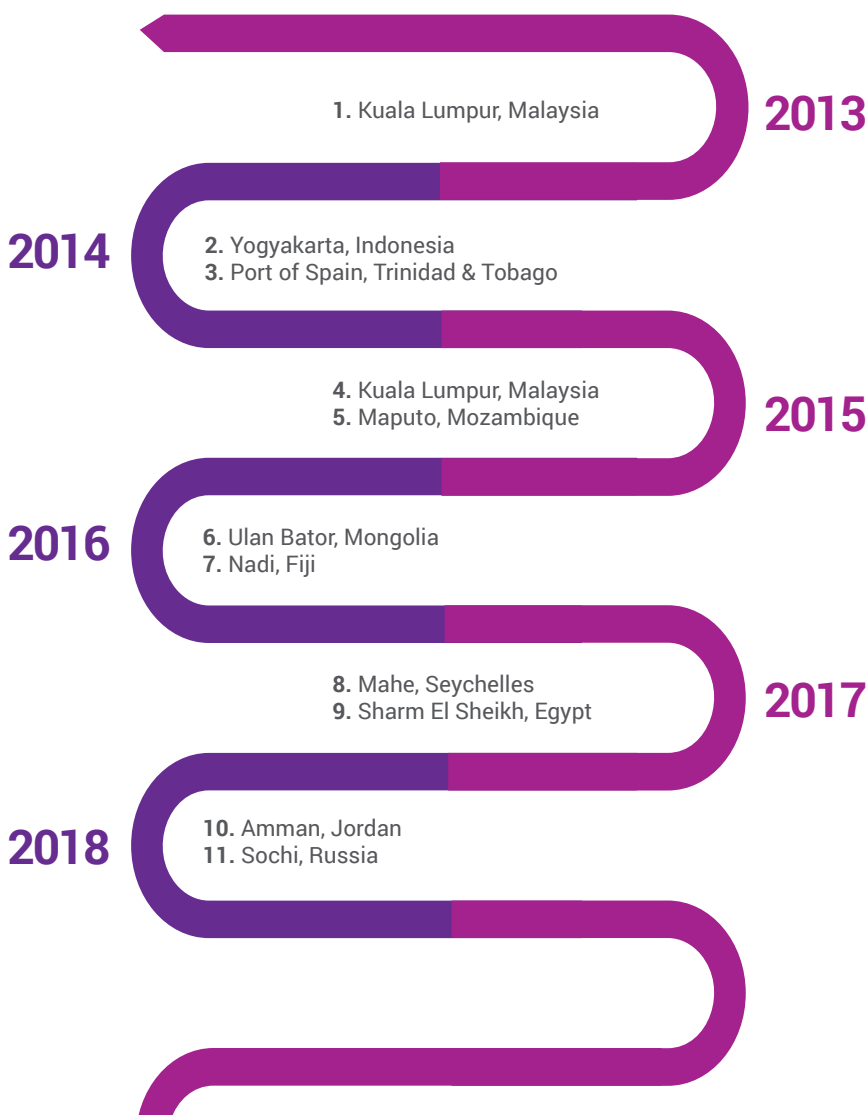 1. Kuala Lumpur, Malaysia
2013
2014
2. Yogyakarta, Indonesia
3. Port of Spain, Trinidad & Tobago
4. Kuala Lumpur, Malaysia
5. Maputo, Mozambique
2015
2016
6. Ulan Bator, Mongolia
7. Nadi, Fiji
8. Mahe, Seychelles
9. Sharm El Sheikh, Egypt
2017
2018
10. Amman, Jordan
11. Sochi, Russia